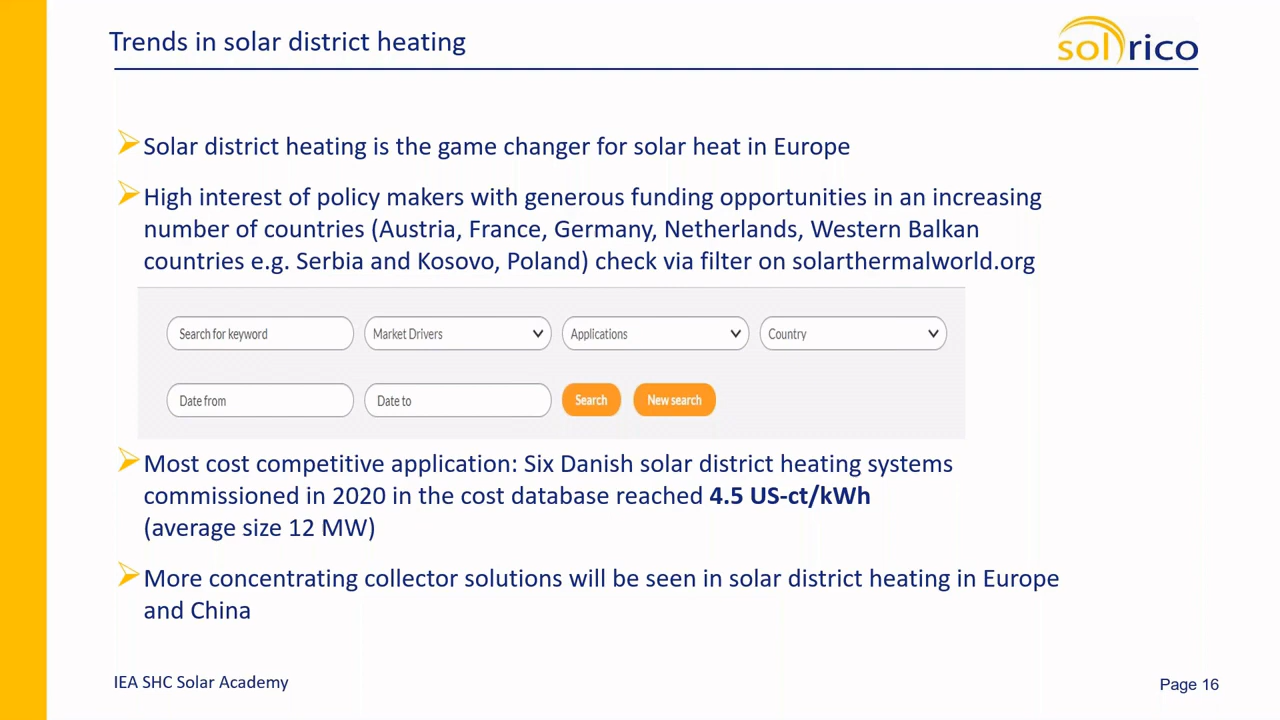 Trends in solar district heating
solrico
Solar district heating is the game changer for solar heat in Europe
High interest of policy makers with generous funding opportunities in an increasing
number of countries (Austria, France, Germany, Netherlands, Western Balkan
countries e.g. Serbia and Kosovo, Poland) check via filter on solarthermalworld.org
Search for keyword Market Drivers Applications Country
Date from Date to Search New search
Most cost competitive application: Six Danish solar district heating systems
commissioned in 2020 in the cost database reached 4.5 US-ct/kWh
(average size 12 MW)
More concentrating collector solutions will be seen in solar district heating in Europe
and China
IEA SHC Solar Academy
Page 16